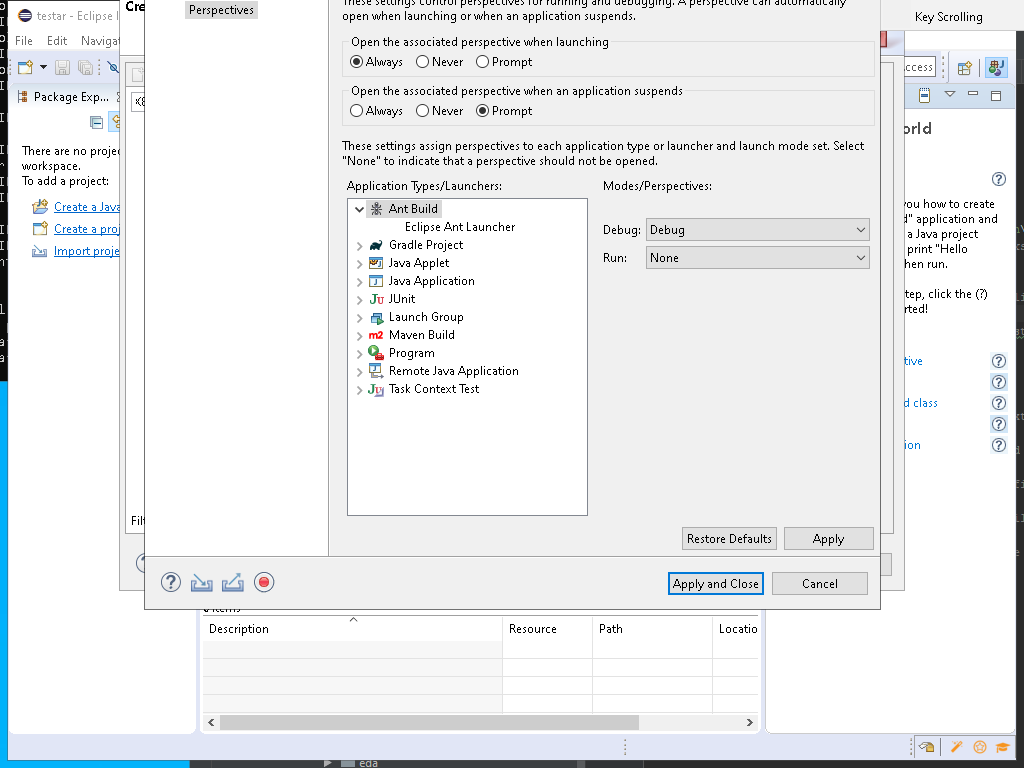 testar - Eclipse I
Cre
Perspectives
These settings control perspectives for running and debugging. A perspective can automatically
open when launching or when an application suspends.
Key Scrolling
File Edit Naviga
Open the associated perspective when launching
Always Never Prompt
ccess
Package Exp...
Open the associated perspective when an application suspends
Always Never Prompt
These settings assign perspectives to each application type or launcher and launch mode set. Select
"None" to indicate that a perspective should not be opened.
There are no proje
workspace.
To add a project:
Create a Java
Create a proj
Import proje
Application Types/Launchers:
Modes/Perspectives:
Ant Build
Eclipse Ant Launcher
Gradle Project
Java Applet
Java Application
JUnit
Launch Group
Maven Build
Program
Remote Java Application
Task Context Test
Debug: Debug
Run: None
orld
you how to create
d" application and
a Java project
print "Hello
hen run.
tep, click the (?)
rted!
tive
d class
ion
Filt
Restore Defaults Apply
Apply and Close Cancel
Items
Description Resource Path Locatio
eda